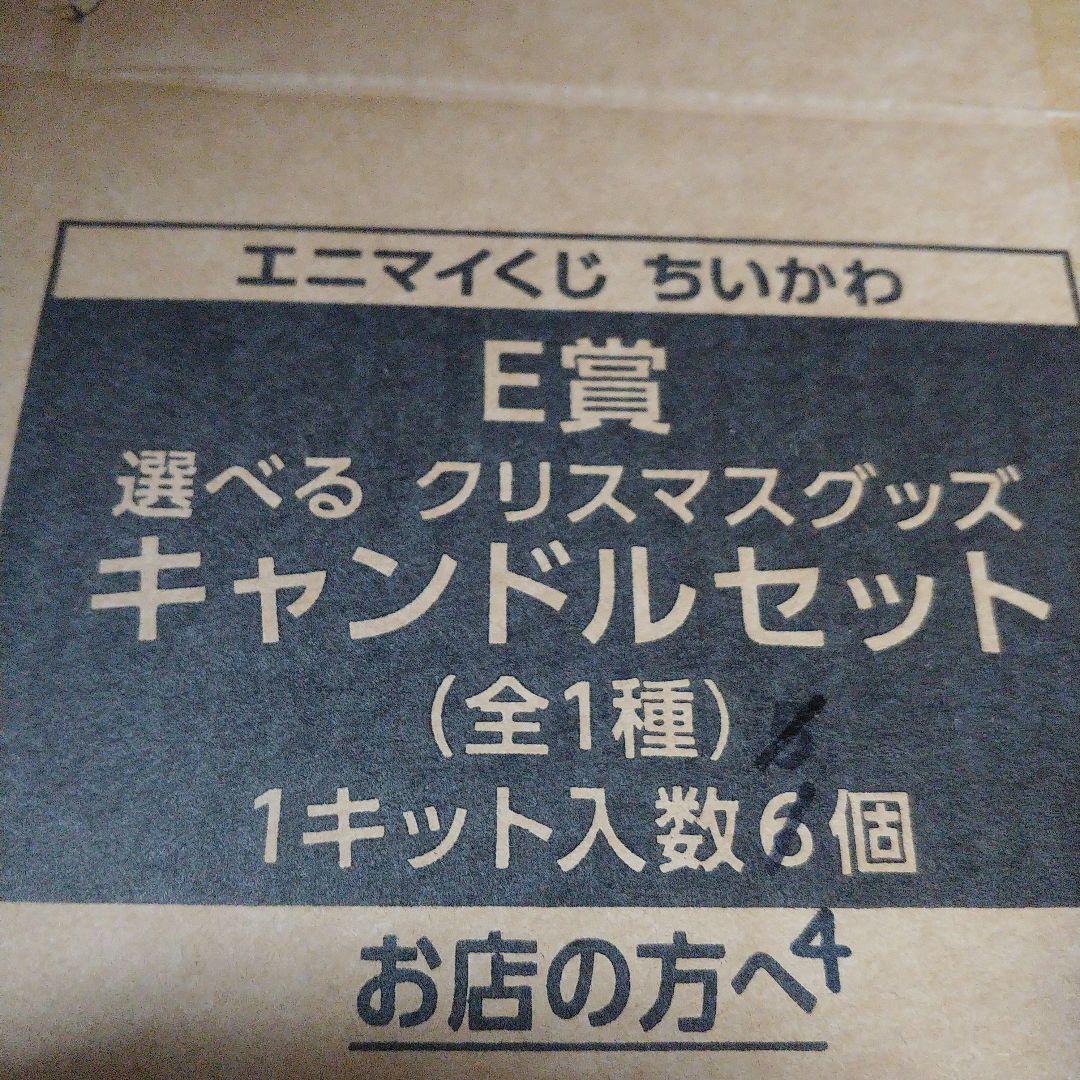 エニマイくじ ちいかわ
E賞
選べる クリスマスグッズ
キャンドルセット
(全1種)
1キット入数6個
お店の方へ
4